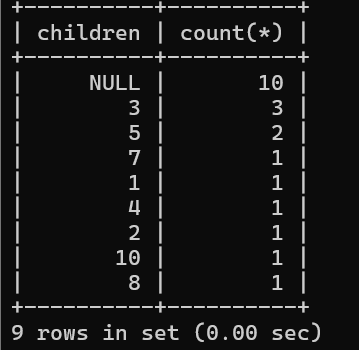 +----------+----------+
| children | count(*) |
+----------+----------+
|     NULL |       10 |
|        3 |        3 |
|        5 |        2 |
|        7 |        1 |
|        1 |        1 |
|        4 |        1 |
|        2 |        1 |
|       10 |        1 |
|        8 |        1 |
+----------+----------+
9 rows in set (0.00 sec)